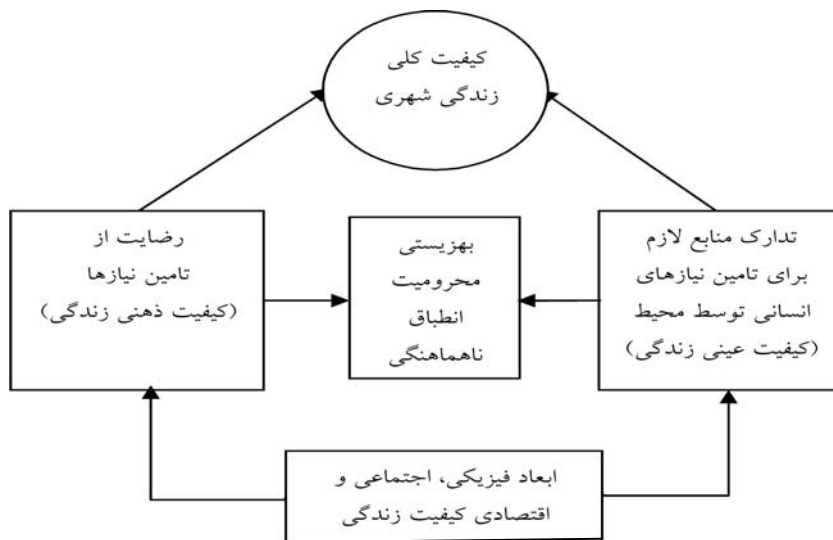 کیفیت کلی
زندگی شهری
تدارک منابع لازم
برای تامین نیازهای
انسانی توسط محیط
(کیفیت عینی زندگی)
بهزیستی
محرومیت
انطباق
ناهماهنگی
رضایت از
تامین نیازها
(کیفیت ذهنی زندگی)
ابعاد فیزیکی، اجتماعی و
اقتصادی کیفیت زندگی